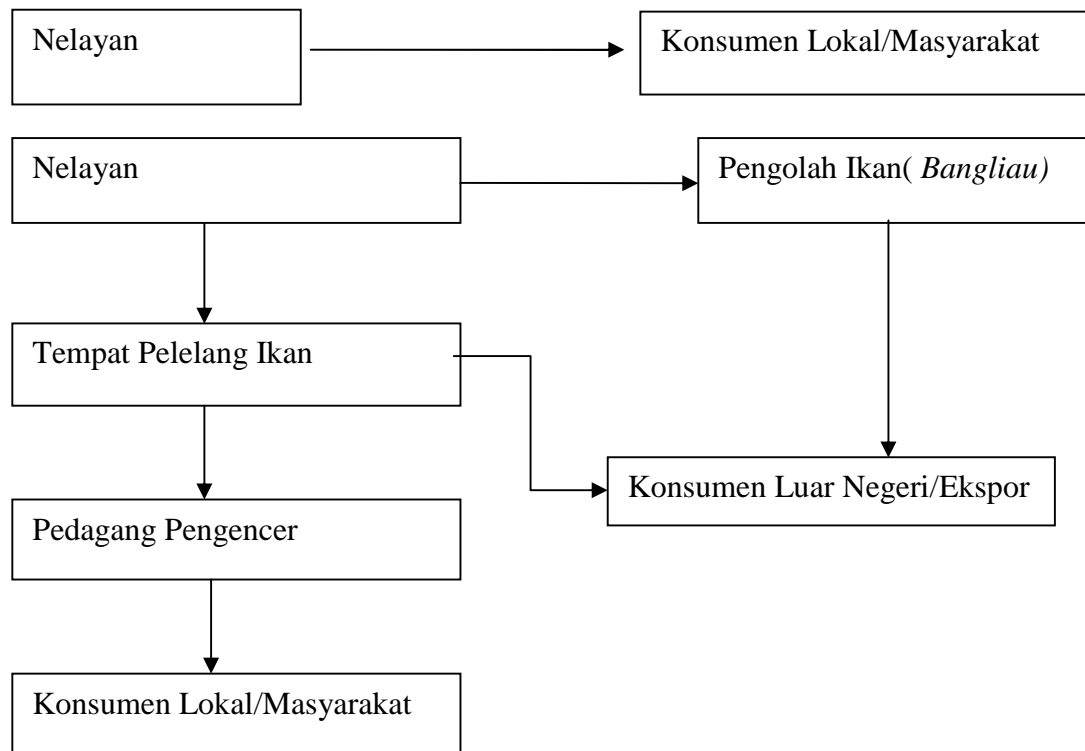 Nelayan
Konsumen Lokal/Masyarakat
Nelayan
Pengolah Ikan( Bangliau)
Tempat Pelelang Ikan
Konsumen Luar Negeri/Ekspor
Pedagang Pengencer
Konsumen Lokal/Masyarakat